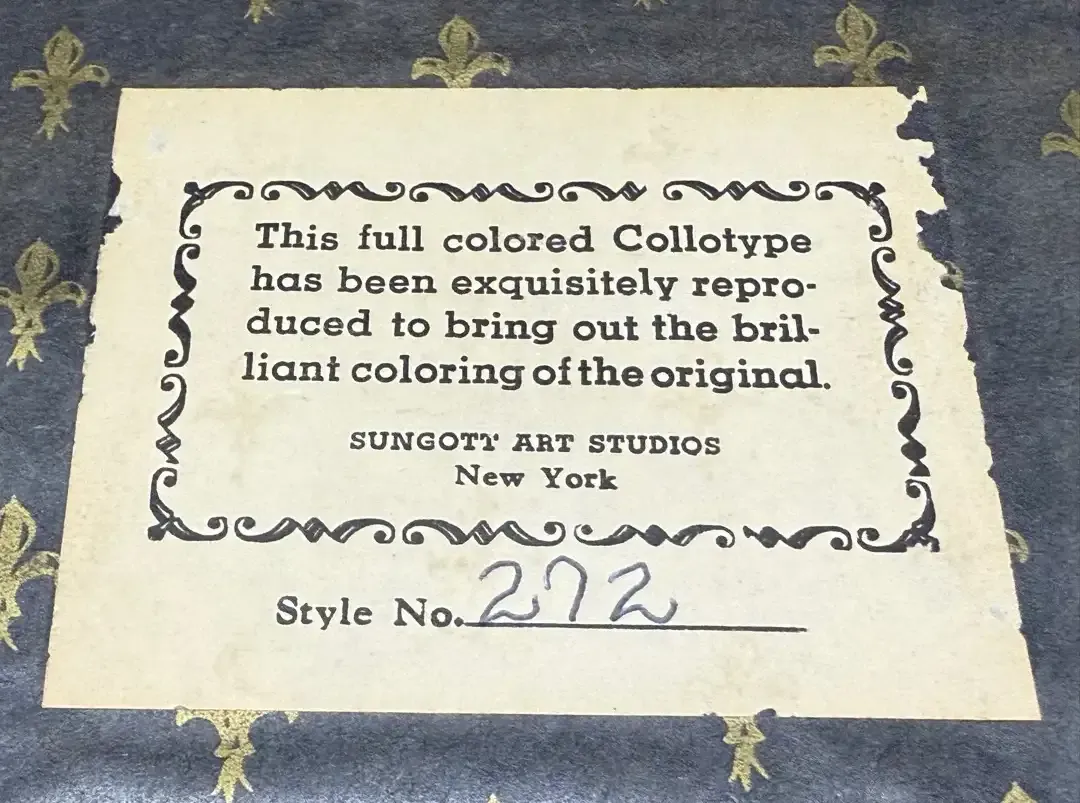 This full colored Collotype
has been exquisitely repro-
duced to bring out the bril-
liant coloring of the original.
SUNGOTT ART STUDIOS
New York
Style No. 272